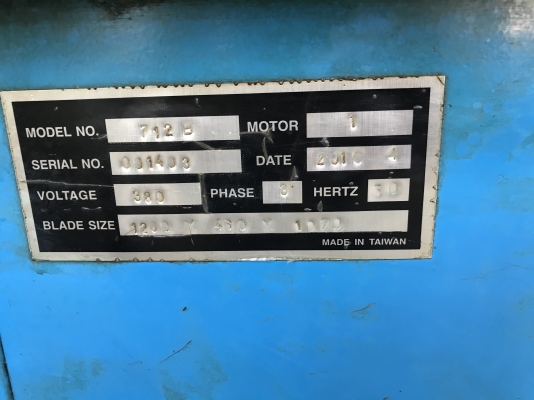 MODEL NO. 712 B MOTOR 1
SERIAL NO. 001403 DATE 4
VOLTAGE 380 PHASE 3 HERTZ 50
BLADE SIZE
MADE IN TAIWAN